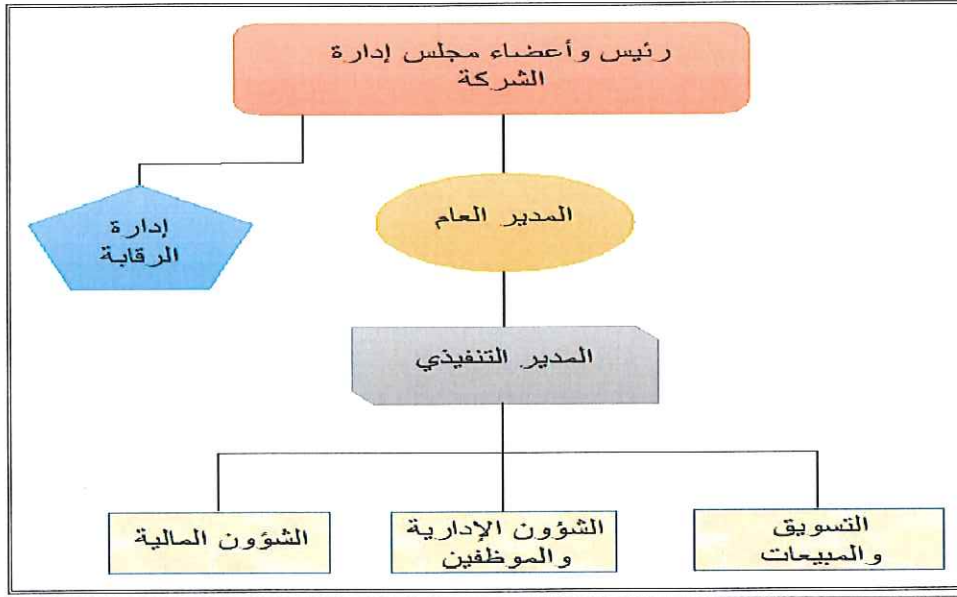 رئيس وأعضاء مجلس إدارة
الشركة
المدير العام
إدارة
الرقابة
المدير التنفيذي
التسويق
والمبيعات
الشؤون الإدارية
والموظفين
الشؤون المالية